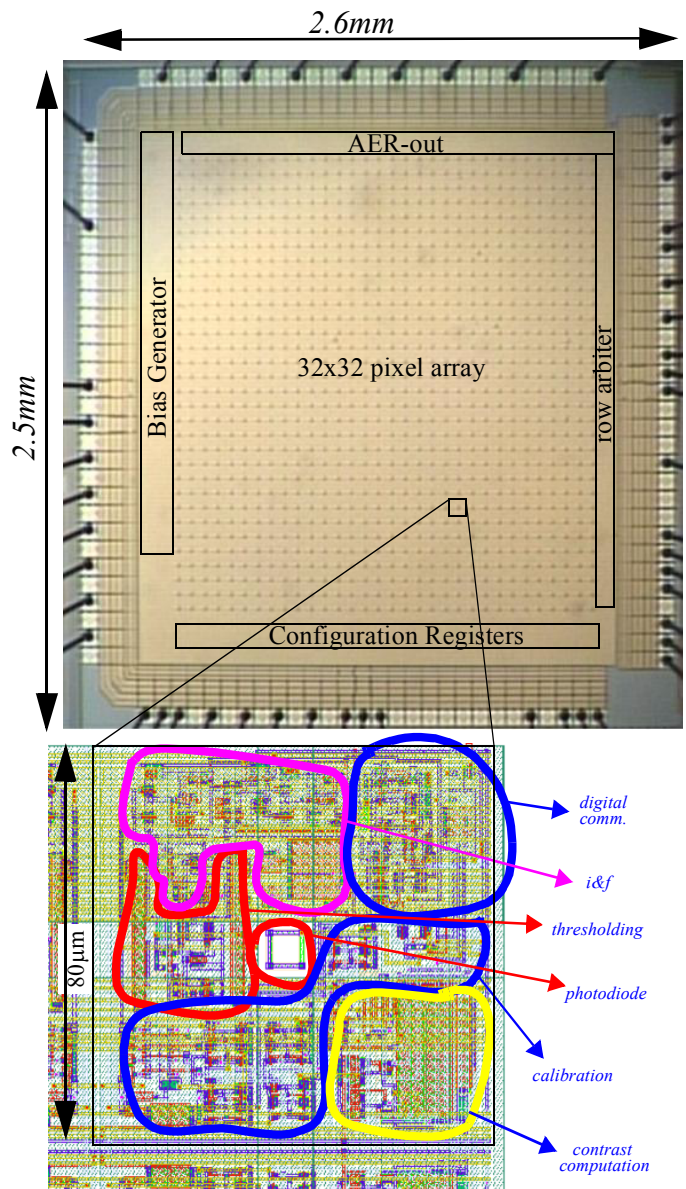 2.6mm
AER-out
2.5mm
Bias Generator
32x32 pixel array
row arbiter
Configuration Registers
digital
comm.
i&f
thresholding
80µm
photodiode
calibration
contrast
computation